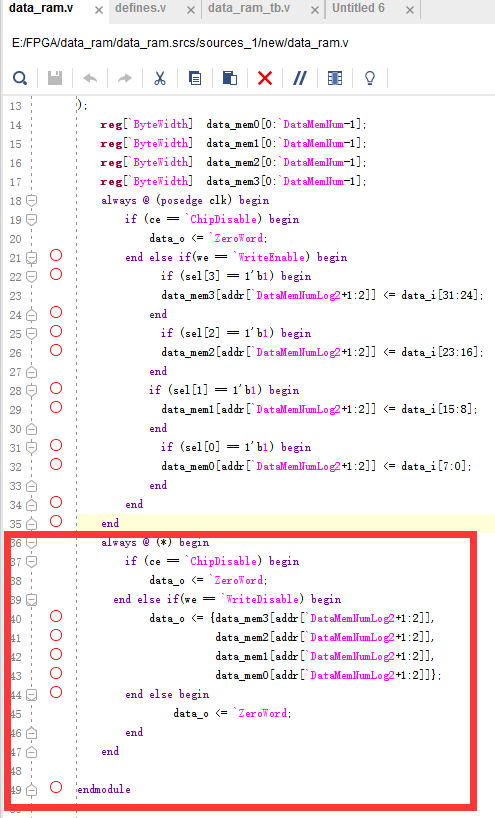 data_ram.v × defines.v × data_ram_tb.v × Untitled 6 ×
E:/FPGA/data_ram/data_ram.srcs/sources_1/new/data_ram.v
13 );
14 reg[`ByteWidth] data_mem0[0:`DataMemNum-1];
15 reg[`ByteWidth] data_mem1[0:`DataMemNum-1];
16 reg[`ByteWidth] data_mem2[0:`DataMemNum-1];
17 reg[`ByteWidth] data_mem3[0:`DataMemNum-1];
18 always @ (posedge clk) begin
19 if (ce == `ChipDisable) begin
20 data_o <= `ZeroWord;
21 end else if(we == `WriteEnable) begin
22 if (sel[3] == 1'b1) begin
23 data_mem3[addr[`DataMemNumLog2+1:2]] <= data_i[31:24];
24 end
25 if (sel[2] == 1'b1) begin
26 data_mem2[addr[`DataMemNumLog2+1:2]] <= data_i[23:16];
27 end
28 if (sel[1] == 1'b1) begin
29 data_mem1[addr[`DataMemNumLog2+1:2]] <= data_i[15:8];
30 end
31 if (sel[0] == 1'b1) begin
32 data_mem0[addr[`DataMemNumLog2+1:2]] <= data_i[7:0];
33 end
34 end
35 end
36 always @ (*) begin
37 if (ce == `ChipDisable) begin
38 data_o <= `ZeroWord;
39 end else if(we == `WriteDisable) begin
40 data_o <= {data_mem3[addr[`DataMemNumLog2+1:2]],
41 data_mem2[addr[`DataMemNumLog2+1:2]],
42 data_mem1[addr[`DataMemNumLog2+1:2]],
43 data_mem0[addr[`DataMemNumLog2+1:2]]};
44 end else begin
45 data_o <= `ZeroWord;
46 end
47 end
48
49 endmodule